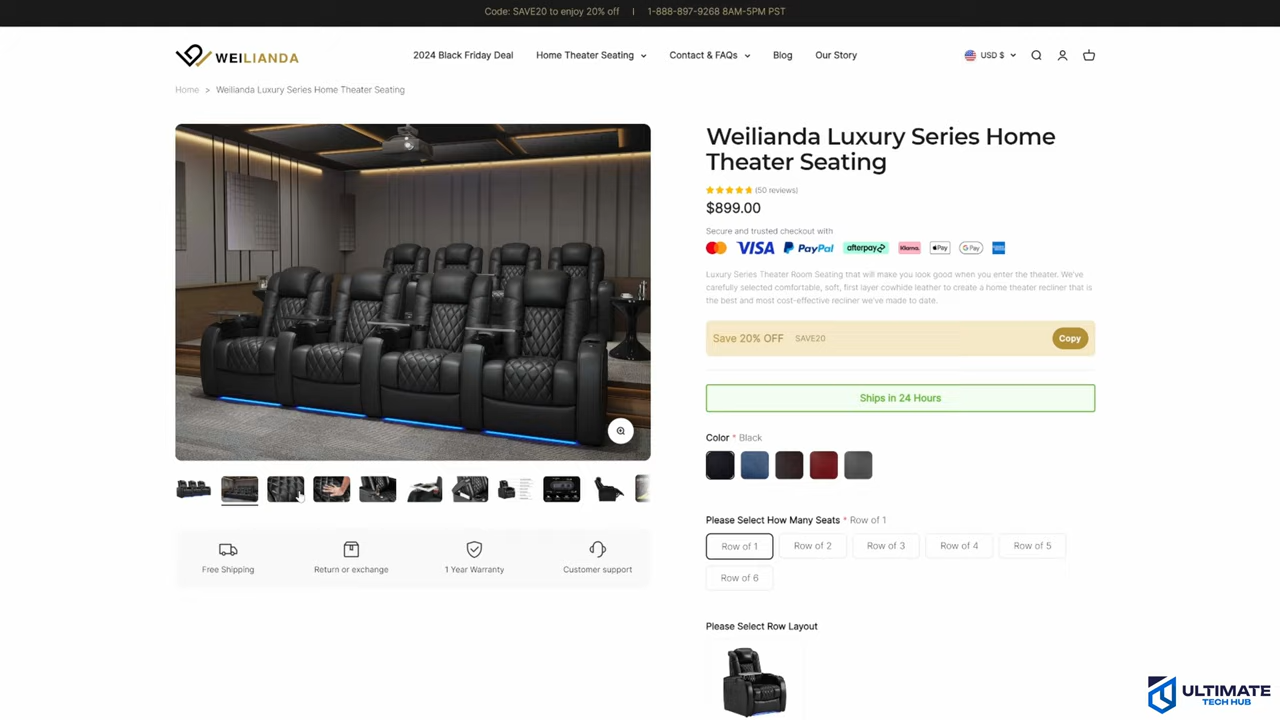 Code: SAVE20 to enjoy 20% off | 1-888-897-9268 8AM-5PM PST
WEILIANDA
2024 Black Friday Deal Home Theater Seating Contact & FAQs Blog Our Story
USD $
Home > Weilianda Luxury Series Home Theater Seating
Weilianda Luxury Series Home
Theater Seating
(50 reviews)
$899.00
Secure and trusted checkout with
VISA PayPal afterpay Klarna. Pay G Pay
Luxury Series Theater Room Seating that will make you look good when you enter the theater. We've
carefully selected comfortable, soft, first layer cowhide leather to create a home theater recliner that is
the best and most cost-effective recliner we've made to date.
Save 20% OFF SAVE20 Copy
Ships in 24 Hours
Color * Black
Please Select How Many Seats * Row of 1
Row of 1 Row of 2 Row of 3 Row of 4 Row of 5
Row of 6
Free Shipping Return or exchange 1 Year Warranty Customer support
Please Select Row Layout
ULTIMATE
TECH HUB